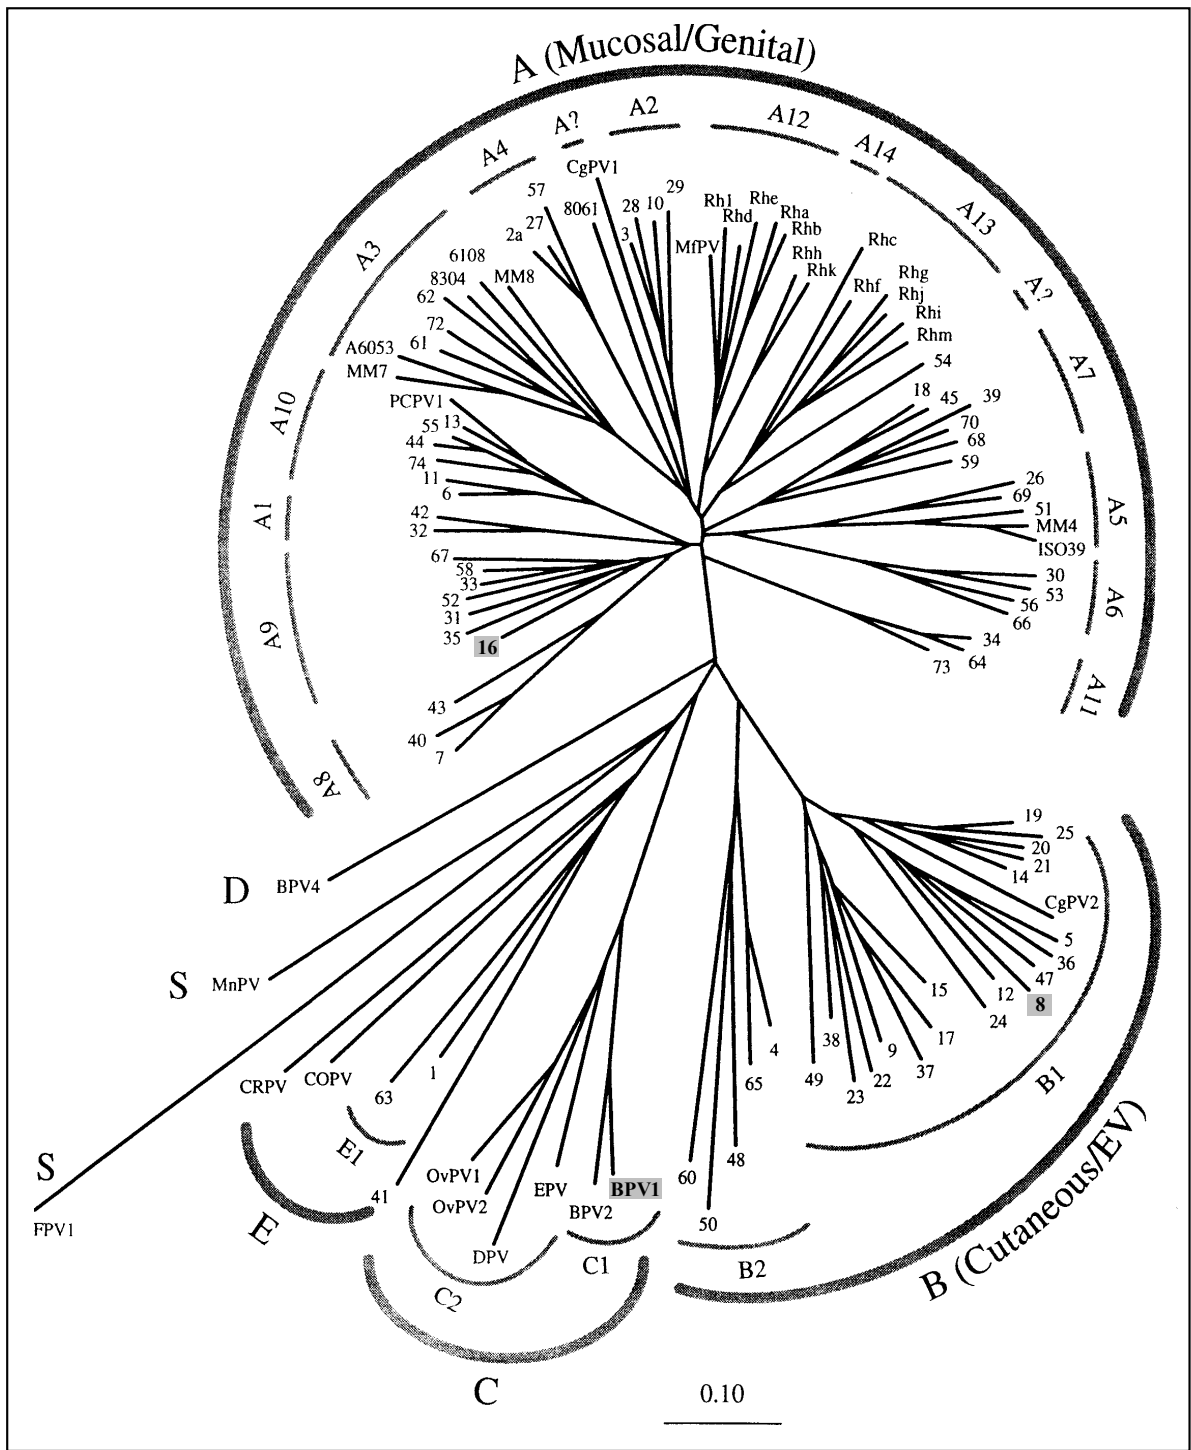 A (Mucosal/Genital)
A?
A2
A12
A4
A14
CgPV1
57
8061
28
10
29
Rh1
Rhe
Rhd
Rha
Rhb
A13
2a
27
3
MfPV
Rhc
A3
6108
MM8
Rhh
Rhk
8304
62
Rhf
Rhg
Rhj
A?
72
Rhi
A6053
61
Rhm
MM7
54
A7
PCPV1
18
45
39
A10
55
13
70
44
68
74
59
11
26
6
69
A1
42
51
A5
32
MM4
ISO39
67
58
30
33
53
52
56
A6
31
66
35
16
34
A9
73
64
43
A11
40
7
A8
19
25
20
21
14
D
BPV4
CgPV2
5
36
S
MnPV
47
12
8
15
24
38
17
4
9
CRPV
COPV
1
65
49
37
63
23
22
B1
E1
48
S
OvPV1
60
41
OvPV2
EPV
BPV1
BPV2
FPV1
50
E
DPV
C1
B2
C2
B (Cutaneous/EV)
C
0.10